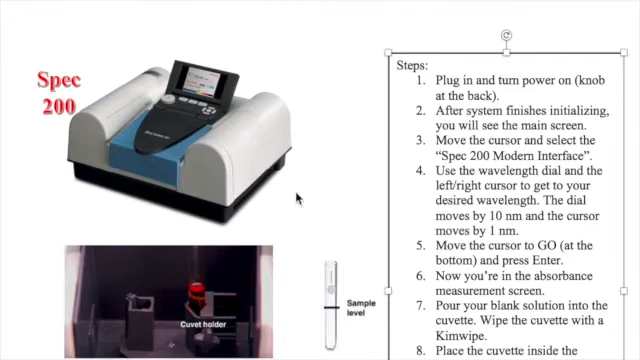 Spec
200
Steps:
1. Plug in and turn power on (knob
at the back).
2. After system finishes initializing,
you will see the main screen.
3. Move the cursor and select the
“Spec 200 Modern Interface”.
4. Use the wavelength dial and the
left/right cursor to get to your
desired wavelength. The dial
moves by 10 nm and the cursor
moves by 1 nm.
5. Move the cursor to GO (at the
bottom) and press Enter.
6. Now you’re in the absorbance
measurement screen.
7. Pour your blank solution into the
cuvette. Wipe the cuvette with a
Kimwipe.
8. Place the cuvette inside the
Cuvet holder
Sample
level